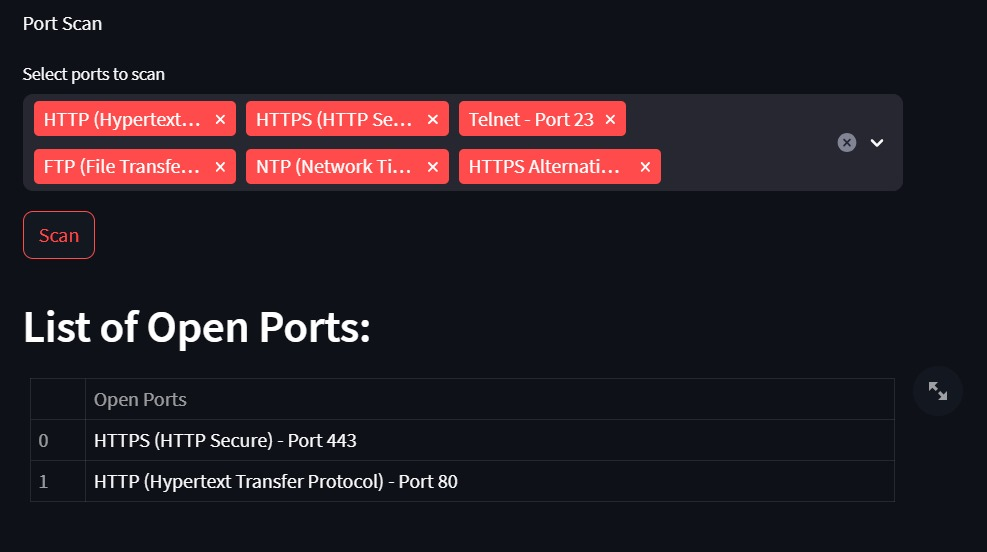 Port Scan
Select ports to scan
HTTP (Hypertext... × HTTPS (HTTP Se... × Telnet - Port 23 ×
FTP (File Transfe... × NTP (Network Ti... × HTTPS Alternati... ×
Scan
List of Open Ports:
Open Ports
0 HTTPS (HTTP Secure) - Port 443
1 HTTP (Hypertext Transfer Protocol) - Port 80